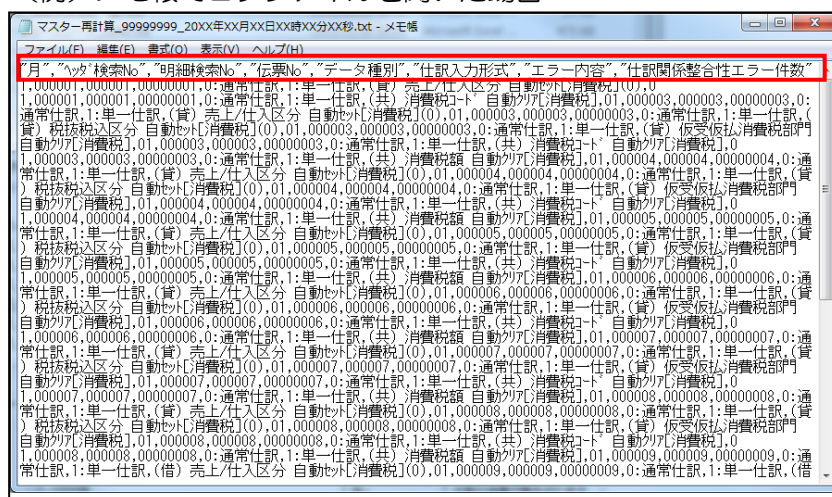 (例) メモ帳でエラーファイルを開いた場合
マスター再計算_99999999_20XX年XX月XX日XX時XX分XX秒.txt - メモ帳
ファイル(F) 編集(E) 書式(O) 表示(V) ヘルプ(H)
"月","ﾍｯﾀﾞ検索No","明細検索No","伝票No","データ種別","仕訳入力形式","エラー内容","仕訳関係整合性エラー件数"
1,000001,000001,00000001,0:通常仕訳,1:単一仕訳,(貸) 売上/仕入区分 自動ｾｯﾄ[消費税](0),0
1,000001,000001,00000001,0:通常仕訳,1:単一仕訳,(共) 消費税ｺｰﾄﾞ 自動ｸﾘｱ[消費税],01,000003,000003,00000003,0:
通常仕訳,1:単一仕訳,(貸) 売上/仕入区分 自動ｾｯﾄ[消費税](0),01,000003,000003,00000003,0:通常仕訳,1:単一仕訳,(
貸) 税抜税込区分 自動ｾｯﾄ[消費税](0),01,000003,000003,00000003,0:通常仕訳,1:単一仕訳,(貸) 仮受仮払消費税部門
自動ｸﾘｱ[消費税],01,000003,000003,00000003,0:通常仕訳,1:単一仕訳,(共) 消費税ｺｰﾄﾞ 自動ｸﾘｱ[消費税],0
1,000003,000003,00000003,0:通常仕訳,1:単一仕訳,(共) 消費税額 自動ｸﾘｱ[消費税],01,000004,000004,00000004,0:通
常仕訳,1:単一仕訳,(貸) 売上/仕入区分 自動ｾｯﾄ[消費税](0),01,000004,000004,00000004,0:通常仕訳,1:単一仕訳,(貸
) 税抜税込区分 自動ｾｯﾄ[消費税](0),01,000004,000004,00000004,0:通常仕訳,1:単一仕訳,(貸) 仮受仮払消費税部門
自動ｸﾘｱ[消費税],01,000004,000004,00000004,0:通常仕訳,1:単一仕訳,(共) 消費税ｺｰﾄﾞ 自動ｸﾘｱ[消費税],0
1,000004,000004,00000004,0:通常仕訳,1:単一仕訳,(共) 消費税額 自動ｸﾘｱ[消費税],01,000005,000005,00000005,0:通
常仕訳,1:単一仕訳,(貸) 売上/仕入区分 自動ｾｯﾄ[消費税](0),01,000005,000005,00000005,0:通常仕訳,1:単一仕訳,(貸
) 税抜税込区分 自動ｾｯﾄ[消費税](0),01,000005,000005,00000005,0:通常仕訳,1:単一仕訳,(貸) 仮受仮払消費税部門
自動ｸﾘｱ[消費税],01,000005,000005,00000005,0:通常仕訳,1:単一仕訳,(共) 消費税ｺｰﾄﾞ 自動ｸﾘｱ[消費税],0
1,000005,000005,00000005,0:通常仕訳,1:単一仕訳,(共) 消費税額 自動ｸﾘｱ[消費税],01,000006,000006,00000006,0:通
常仕訳,1:単一仕訳,(貸) 売上/仕入区分 自動ｾｯﾄ[消費税](0),01,000006,000006,00000006,0:通常仕訳,1:単一仕訳,(貸
) 税抜税込区分 自動ｾｯﾄ[消費税](0),01,000006,000006,00000006,0:通常仕訳,1:単一仕訳,(貸) 仮受仮払消費税部門
自動ｸﾘｱ[消費税],01,000006,000006,00000006,0:通常仕訳,1:単一仕訳,(共) 消費税ｺｰﾄﾞ 自動ｸﾘｱ[消費税],0
1,000006,000006,00000006,0:通常仕訳,1:単一仕訳,(共) 消費税額 自動ｸﾘｱ[消費税],01,000007,000007,00000007,0:通
常仕訳,1:単一仕訳,(貸) 売上/仕入区分 自動ｾｯﾄ[消費税](0),01,000007,000007,00000007,0:通常仕訳,1:単一仕訳,(貸
) 税抜税込区分 自動ｾｯﾄ[消費税](0),01,000007,000007,00000007,0:通常仕訳,1:単一仕訳,(貸) 仮受仮払消費税部門
自動ｸﾘｱ[消費税],01,000007,000007,00000007,0:通常仕訳,1:単一仕訳,(共) 消費税ｺｰﾄﾞ 自動ｸﾘｱ[消費税],0
1,000007,000007,00000007,0:通常仕訳,1:単一仕訳,(共) 消費税額 自動ｸﾘｱ[消費税],01,000008,000008,00000008,0:通
常仕訳,1:単一仕訳,(貸) 売上/仕入区分 自動ｾｯﾄ[消費税](0),01,000008,000008,00000008,0:通常仕訳,1:単一仕訳,(貸
) 税抜税込区分 自動ｾｯﾄ[消費税](0),01,000008,000008,00000008,0:通常仕訳,1:単一仕訳,(貸) 仮受仮払消費税部門
自動ｸﾘｱ[消費税],01,000008,000008,00000008,0:通常仕訳,1:単一仕訳,(共) 消費税ｺｰﾄﾞ 自動ｸﾘｱ[消費税],0
1,000008,000008,00000008,0:通常仕訳,1:単一仕訳,(共) 消費税額 自動ｸﾘｱ[消費税],01,000009,000009,00000009,0:通
常仕訳,1:単一仕訳,(借) 売上/仕入区分 自動ｾｯﾄ[消費税](0),01,000009,000009,00000009,0:通常仕訳,1:単一仕訳,(借